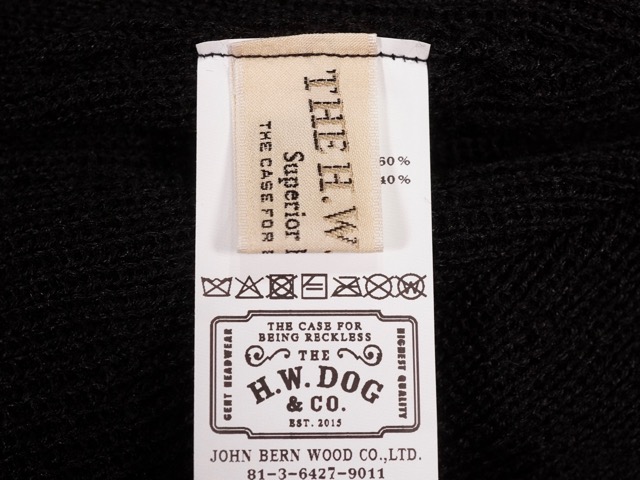 THE H.W.
Superior
THE CASE FOR
60%
40%
THE CASE FOR
BEING RECKLESS
THE
H.W. DOG
& CO.
EST. 2015
GENT HEADWEAR
HIGHEST QUALITY
JOHN BERN WOOD CO.,LTD.
81-3-6427-9011